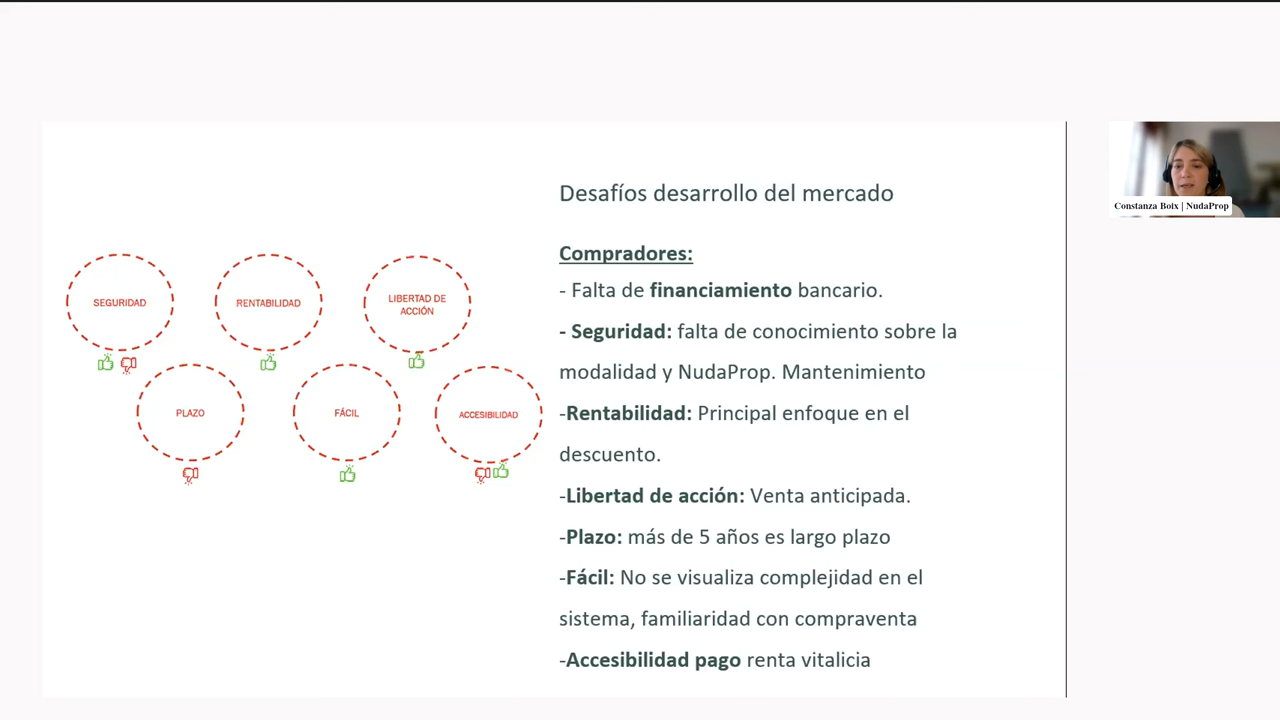 Desafíos desarrollo del mercado
Compradores:
- Falta de financiamiento bancario.
- Seguridad: falta de conocimiento sobre la
modalidad y NudaProp. Mantenimiento
-Rentabilidad: Principal enfoque en el
descuento.
-Libertad de acción: Venta anticipada.
-Plazo: más de 5 años es largo plazo
-Fácil: No se visualiza complejidad en el
sistema, familiaridad con compraventa
-Accesibilidad pago renta vitalicia
SEGURIDAD
RENTABILIDAD
LIBERTAD DE
ACCIÓN
PLAZO
FÁCIL
ACCESIBILIDAD
Constanza Boix | NudaProp